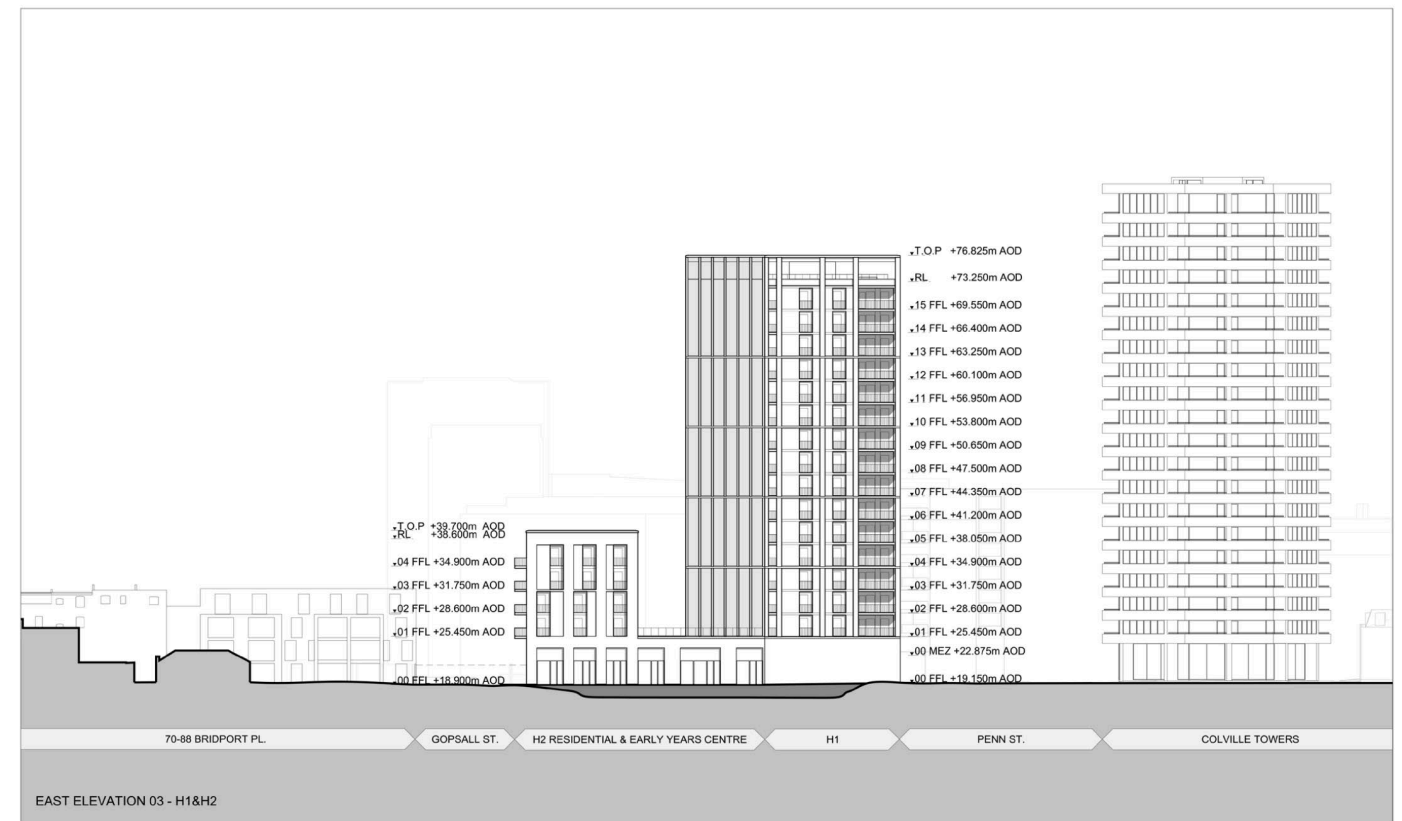 T.O.P +76.825m AOD
RL +73.250m AOD
15 FFL +69.550m AOD
14 FFL +66.400m AOD
13 FFL +63.250m AOD
12 FFL +60.100m AOD
11 FFL +56.950m AOD
10 FFL +53.800m AOD
09 FFL +50.650m AOD
08 FFL +47.500m AOD
07 FFL +44.350m AOD
06 FFL +41.200m AOD
05 FFL +38.050m AOD
04 FFL +34.900m AOD
03 FFL +31.750m AOD
02 FFL +28.600m AOD
01 FFL +25.450m AOD
00 MEZ +22.875m AOD
00 FFL +19.150m AOD
T.O.P +39.700m AOD
RL +38.600m AOD
04 FFL +34.900m AOD
03 FFL +31.750m AOD
02 FFL +28.600m AOD
01 FFL +25.450m AOD
00 FFL +18.900m AOD
70-88 BRIDPORT PL.
GOPSALL ST.
H2 RESIDENTIAL & EARLY YEARS CENTRE
H1
PENN ST.
COLVILLE TOWERS
EAST ELEVATION 03 - H1&H2